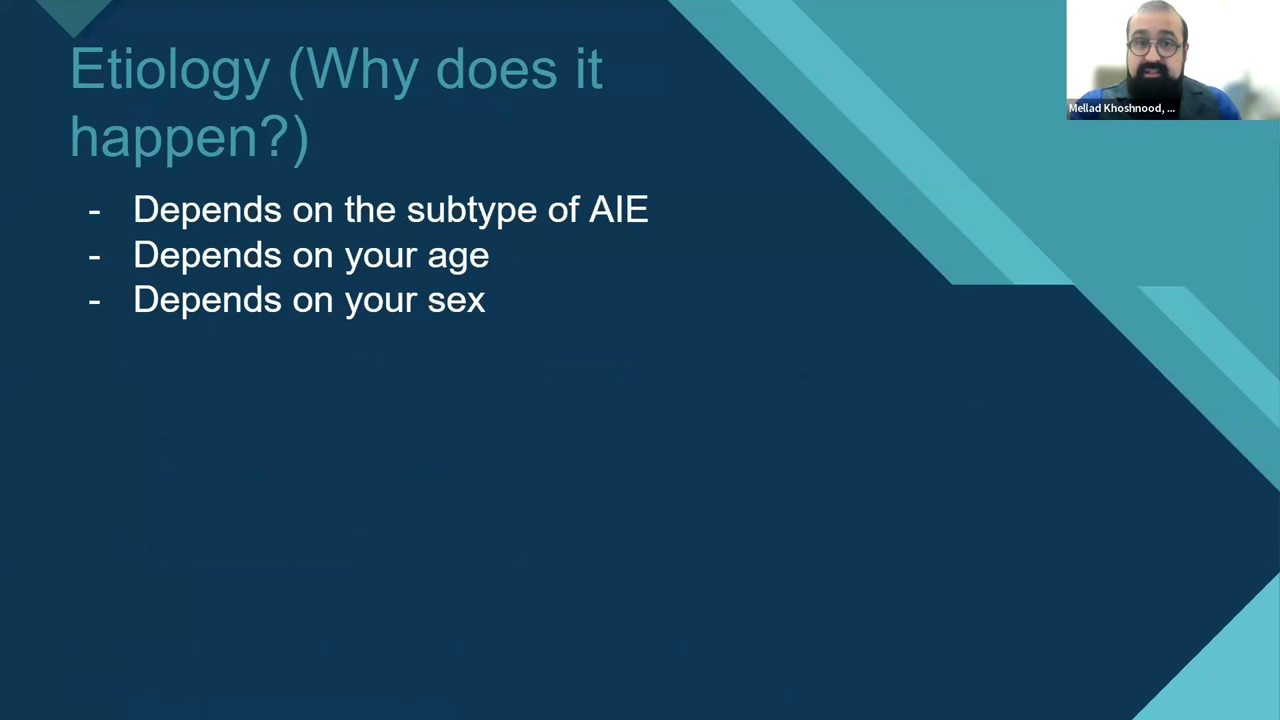 Etiology (Why does it
happen?)
- Depends on the subtype of AIE
- Depends on your age
- Depends on your sex
Mellad Khoshnood, ...